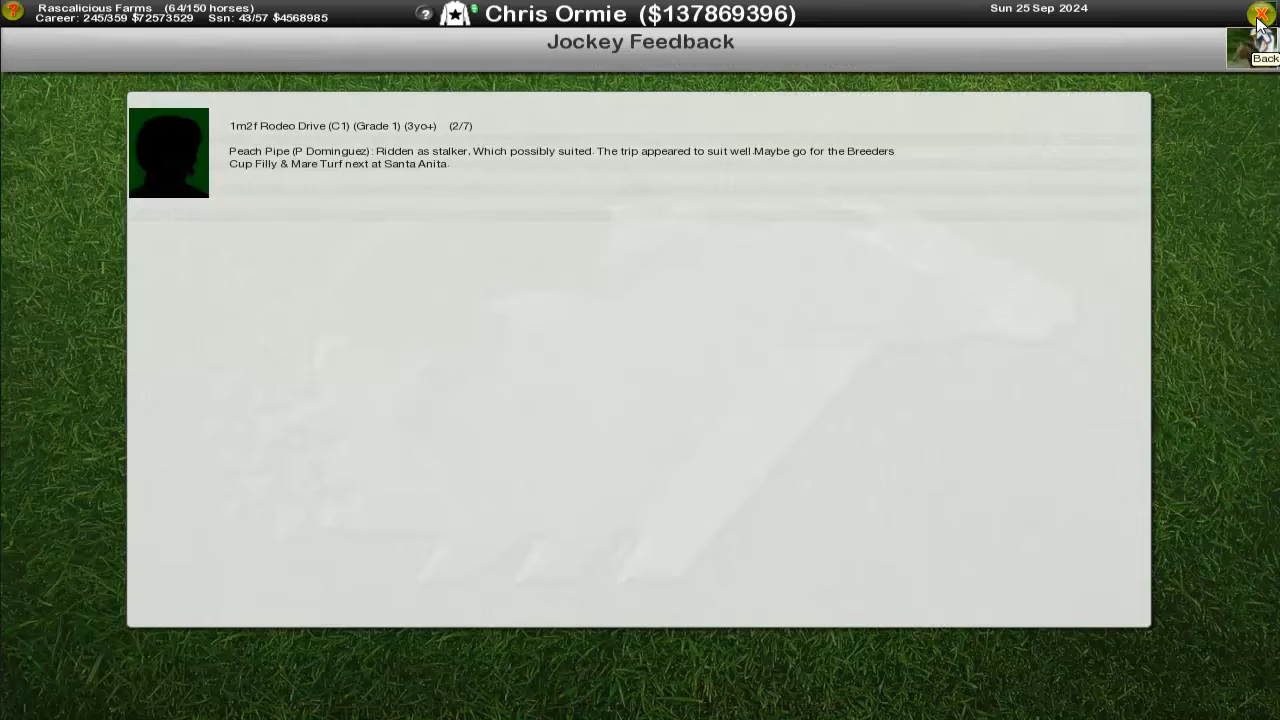 Rascalicious Farms (64/150 horses)
Career: 245/359 $72573529 Ssn: 43/57 $4568985
? Chris Ormie ($137869396)
Sun 25 Sep 2024
Jockey Feedback
Back
1m2f Rodeo Drive (C1) (Grade 1) (3yo+) (2/7)
Peach Pipe (P Dominguez): Ridden as stalker, Which possibly suited. The trip appeared to suit well.Maybe go for the Breeders
Cup Filly & Mare Turf next at Santa Anita.